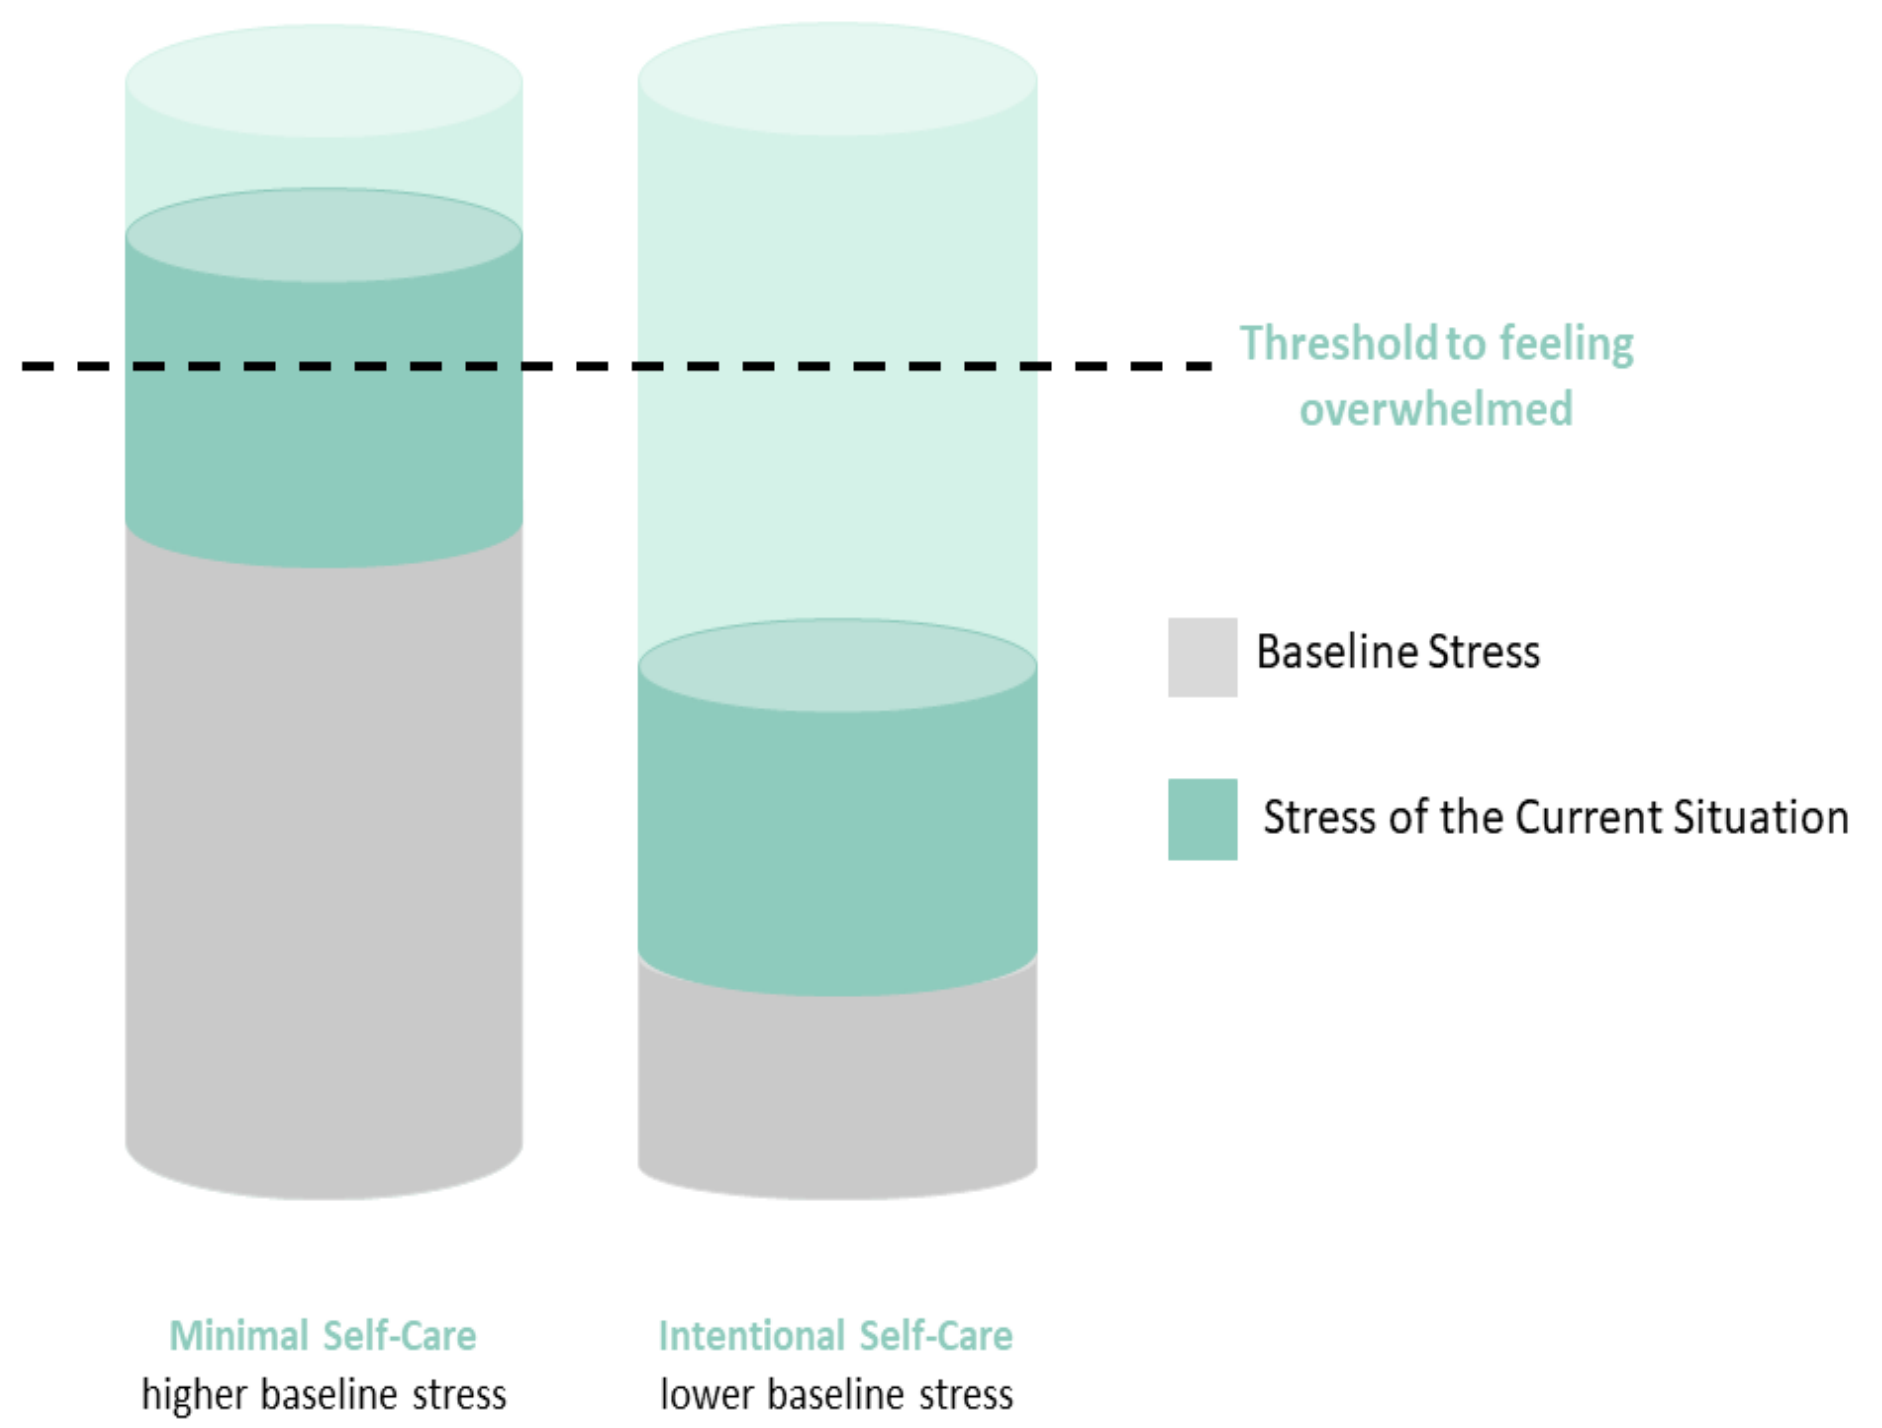 Threshold to feeling
overwhelmed
Baseline Stress
Stress of the Current Situation
Minimal Self-Care
higher baseline stress
Intentional Self-Care
lower baseline stress